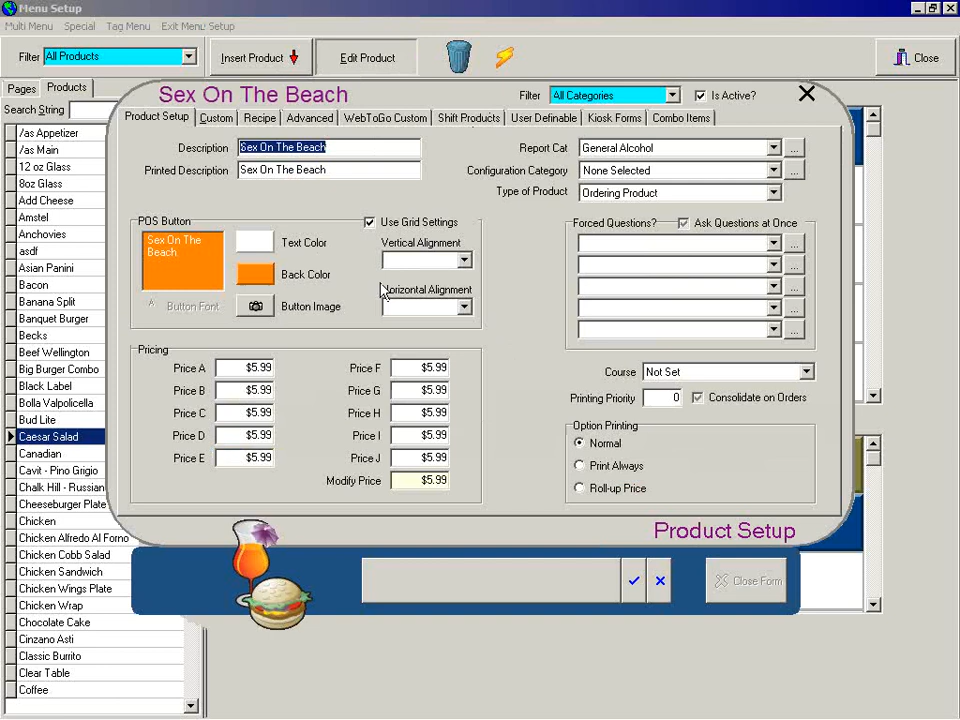 Menu Setup
Multi Menu Special Tag Menu Exit Menu Setup
Filter All Products Insert Product Edit Product Close
Pages Products
Search String
/as Appetizer
/as Main
12 oz Glass
8oz Glass
Add Cheese
Amstel
Anchovies
asdf
Asian Panini
Bacon
Banana Split
Banquet Burger
Becks
Beef Wellington
Big Burger Combo
Black Label
Bolla Valpolicella
Bud Lite
Caesar Salad
Canadian
Cavit - Pino Grigio
Chalk Hill - Russian
Cheeseburger Plate
Chicken
Chicken Alfredo Al Forno
Chicken Cobb Salad
Chicken Sandwich
Chicken Wings Plate
Chicken Wrap
Chocolate Cake
Cinzano Asti
Classic Burrito
Clear Table
Coffee
Sex On The Beach
Filter All Categories Is Active?
Product Setup Custom Recipe Advanced WebToGo Custom Shift Products User Definable Kiosk Forms Combo Items
Description Sex On The Beach
Printed Description Sex On The Beach
Report Cat General Alcohol ...
Configuration Category None Selected ...
Type of Product Ordering Product
POS Button Use Grid Settings
Sex On The
Beach
Text Color
Back Color
A Button Font
Button Image
Vertical Alignment
Horizontal Alignment
Forced Questions? Ask Questions at Once
...
...
...
...
...
Pricing
Price A $5.99 Price F $5.99
Price B $5.99 Price G $5.99
Price C $5.99 Price H $5.99
Price D $5.99 Price I $5.99
Price E $5.99 Price J $5.99
Modify Price $5.99
Course Not Set
Printing Priority 0 Consolidate on Orders
Option Printing
Normal
Print Always
Roll-up Price
Product Setup
Close Form